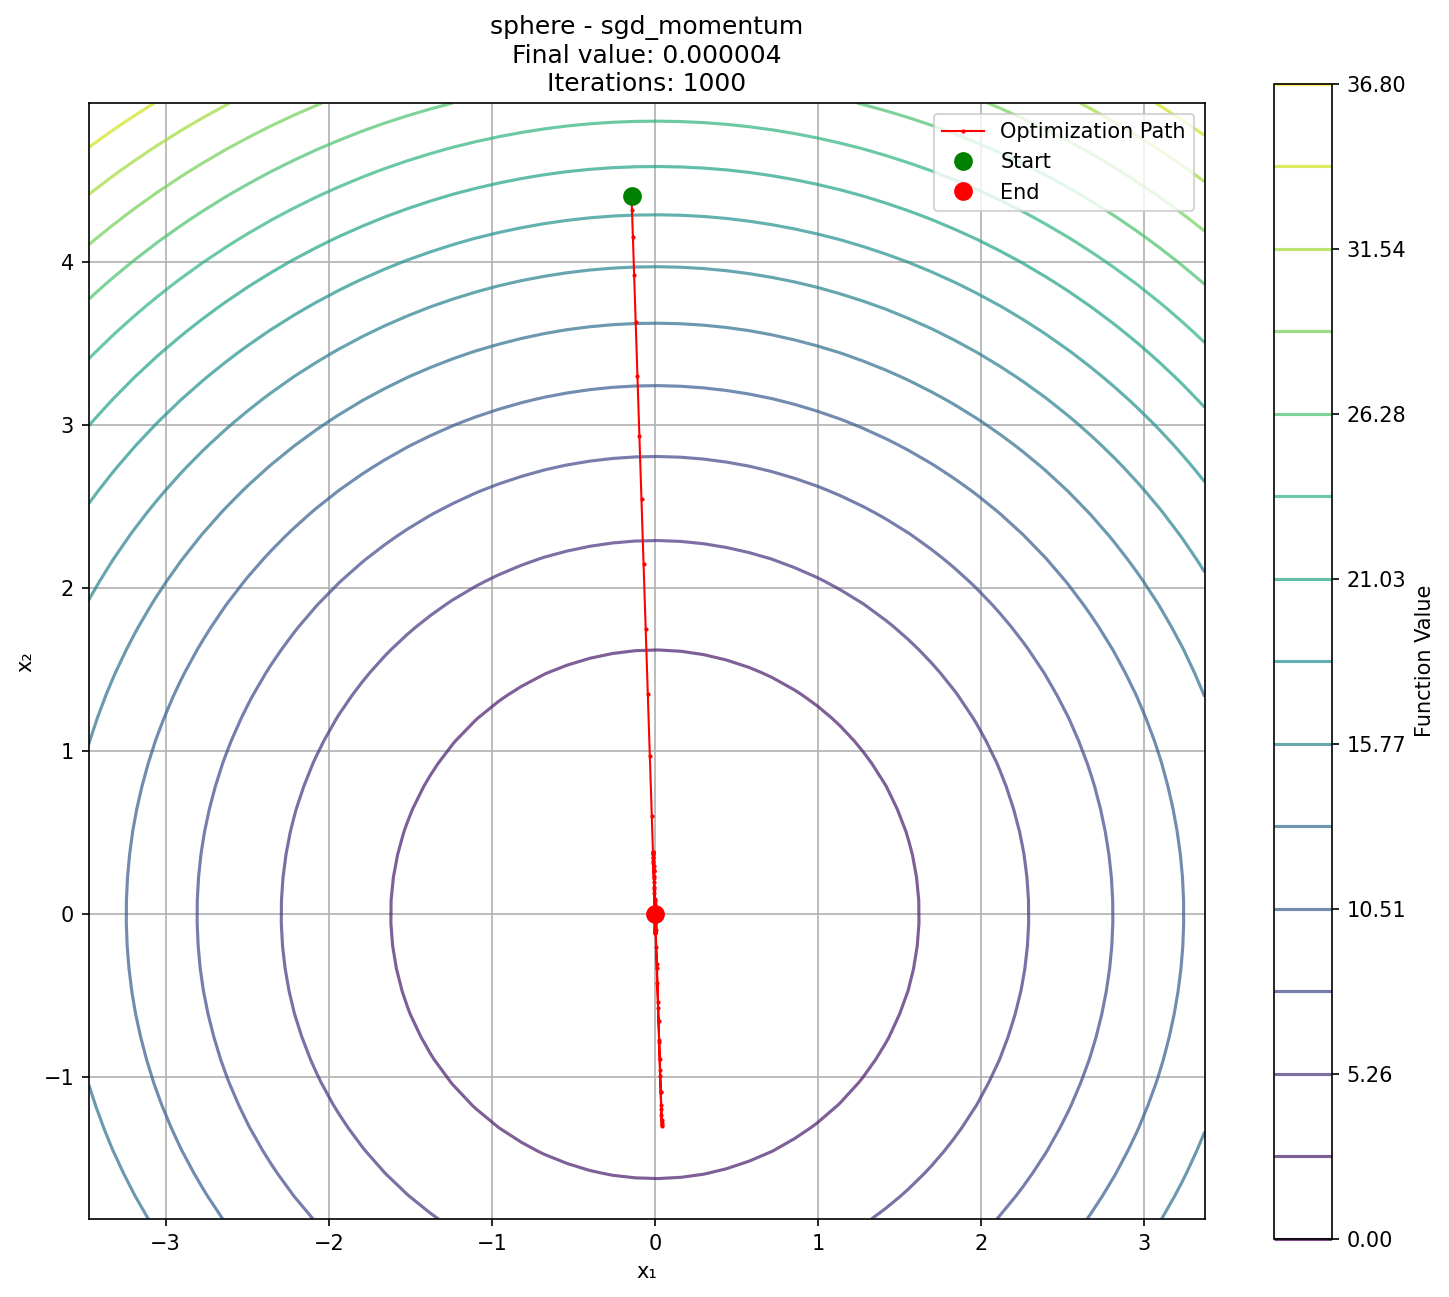 sphere - sgd_momentum
Final value: 0.000004
Iterations: 1000
Optimization Path
Start
End
4
3
2
1
0
−1
x₂
−3
−2
−1
0
1
2
3
x₁
36.80
31.54
26.28
21.03
15.77
10.51
5.26
0.00
Function Value